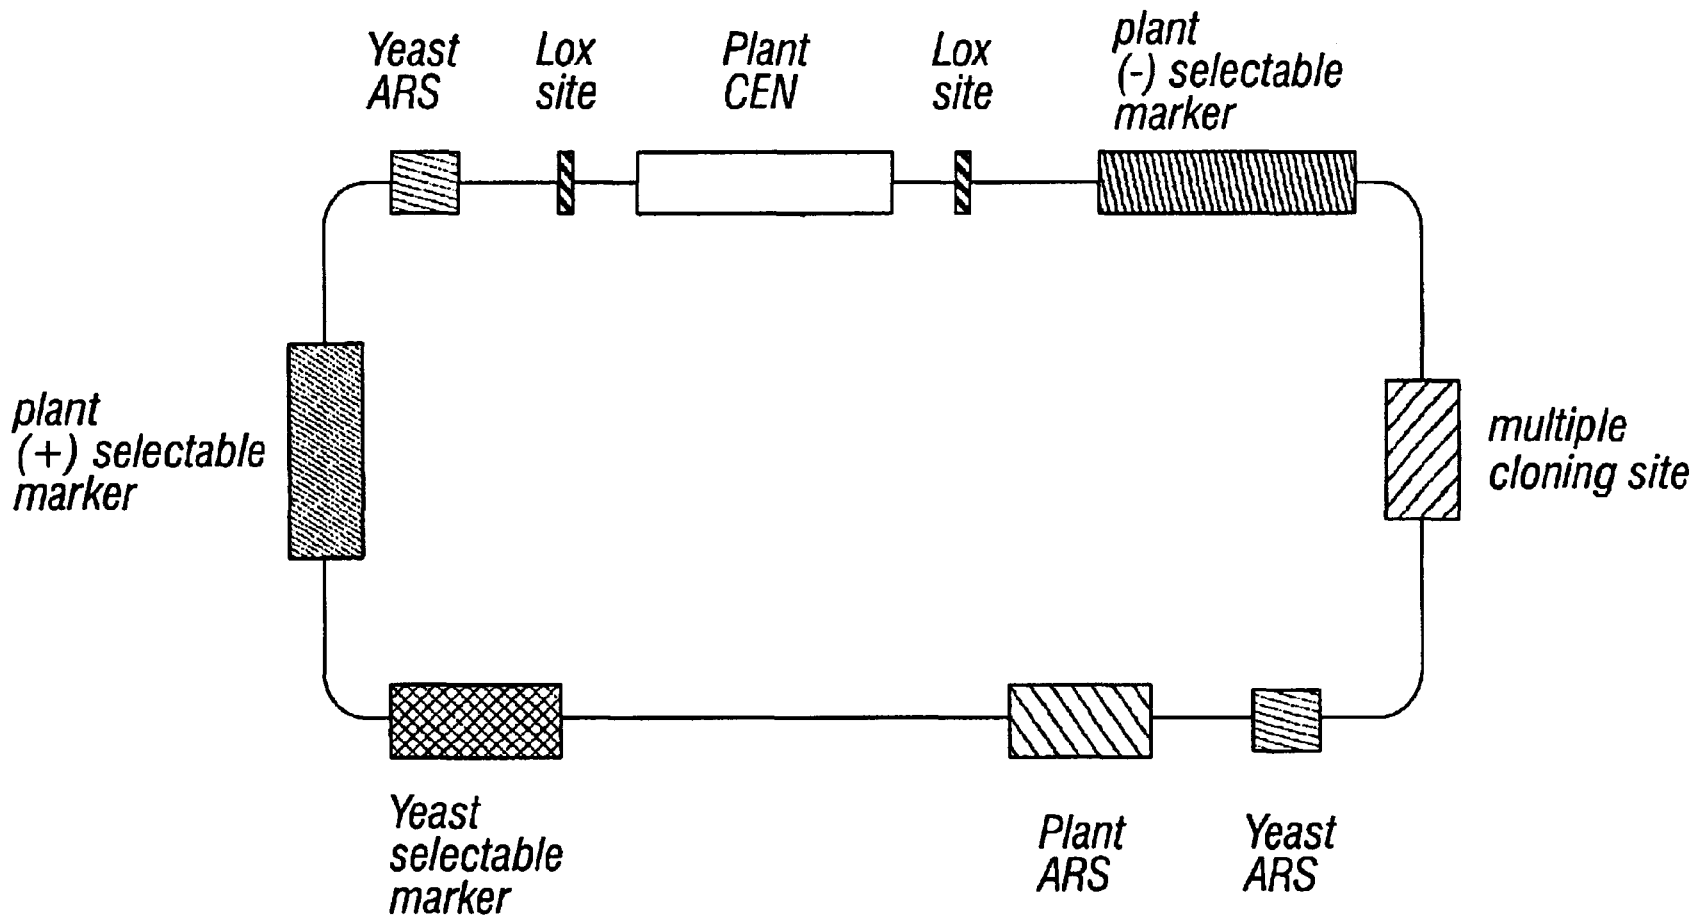 Yeast
ARS
Lox
site
Plant
CEN
Lox
site
plant
(-) selectable
marker
plant
(+) selectable
marker
multiple
cloning site
Yeast
selectable
marker
Plant
ARS
Yeast
ARS